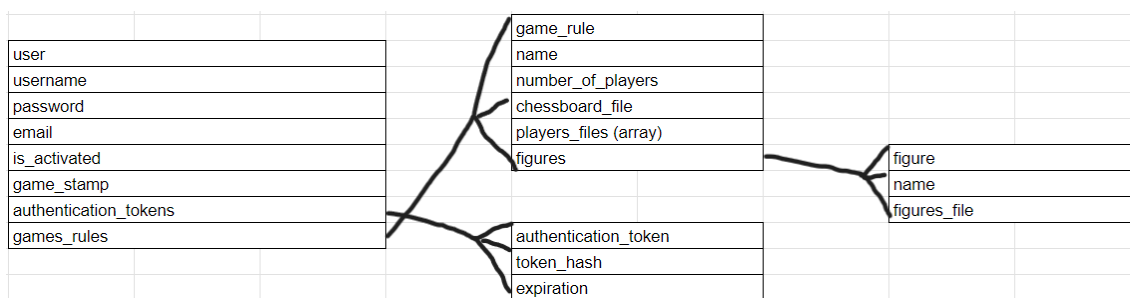 user
username
password
email
is_activated
game_stamp
authentication_tokens
games_rules
game_rule
name
number_of_players
chessboard_file
players_files (array)
figures
authentication_token
token_hash
expiration
figure
name
figures_file